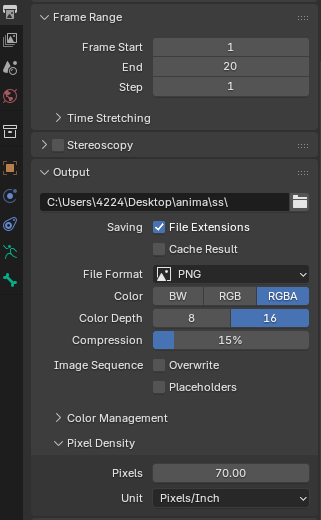 Frame Range
Frame Start 1
End 20
Step 1
Time Stretching
Stereoscopy
Output
C:\Users\4224\Desktop\anima\ss\
Saving File Extensions
Cache Result
File Format PNG
Color BW RGB RGBA
Color Depth 8 16
Compression 15%
Image Sequence Overwrite
Placeholders
Color Management
Pixel Density
Pixels 70.00
Unit Pixels/Inch